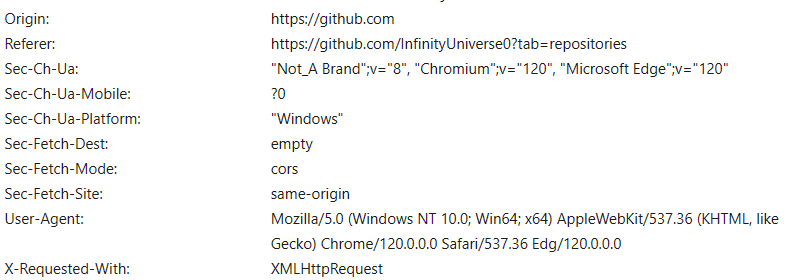 Origin: https://github.com
Referer: https://github.com/InfinityUniverse0?tab=repositories
Sec-Ch-Ua: "Not_A Brand";v="8", "Chromium";v="120", "Microsoft Edge";v="120"
Sec-Ch-Ua-Mobile: ?0
Sec-Ch-Ua-Platform: "Windows"
Sec-Fetch-Dest: empty
Sec-Fetch-Mode: cors
Sec-Fetch-Site: same-origin
User-Agent: Mozilla/5.0 (Windows NT 10.0; Win64; x64) AppleWebKit/537.36 (KHTML, like
Gecko) Chrome/120.0.0.0 Safari/537.36 Edg/120.0.0.0
X-Requested-With: XMLHttpRequest